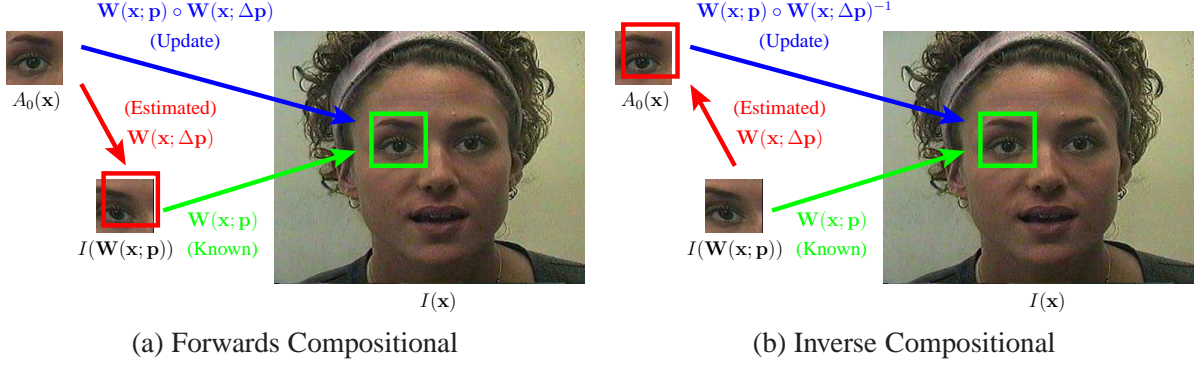 W(x; p) ∘ W(x; Δp)
(Update)
A₀(x)
(Estimated)
W(x; Δp)
W(x; p)
(Known)
I(W(x; p))
I(x)
(a) Forwards Compositional
W(x; p) ∘ W(x; Δp)⁻¹
(Update)
A₀(x)
(Estimated)
W(x; Δp)
W(x; p)
(Known)
I(W(x; p))
I(x)
(b) Inverse Compositional